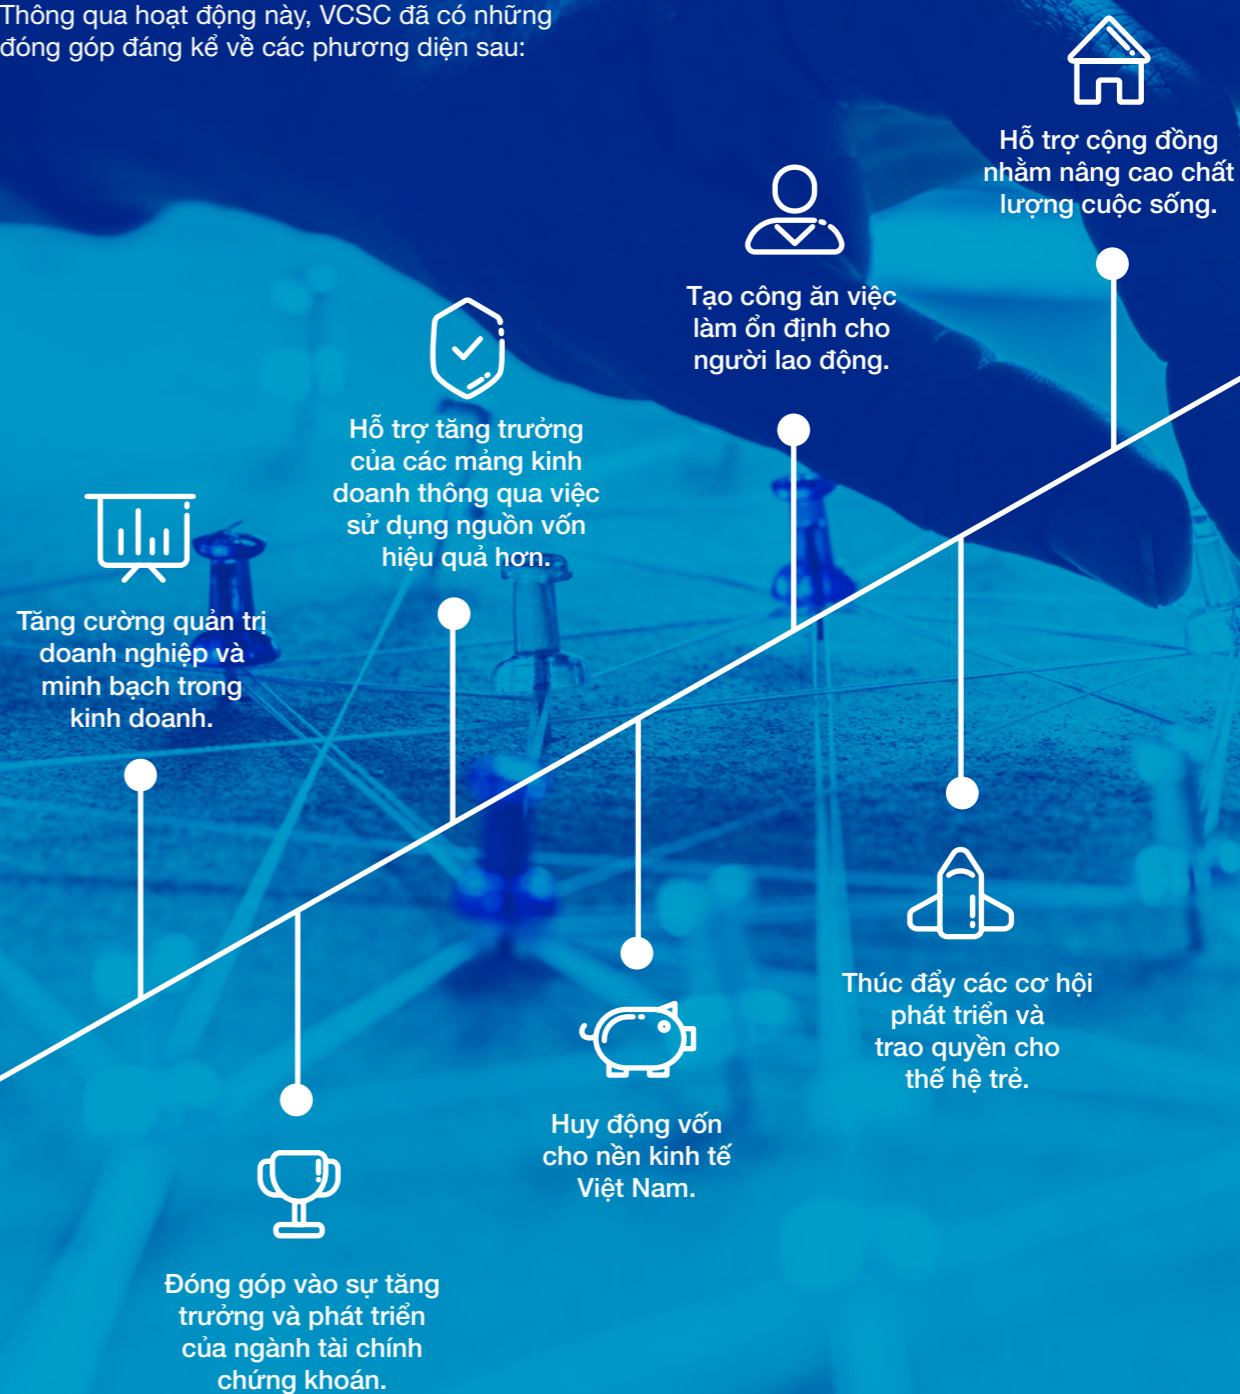 Thông qua hoạt động này, VCSC đã có những
đóng góp đáng kể về các phương diện sau:
Hỗ trợ cộng đồng
nhằm nâng cao chất
lượng cuộc sống.
Tạo công ăn việc
làm ổn định cho
người lao động.
Hỗ trợ tăng trưởng
của các mảng kinh
doanh thông qua việc
sử dụng nguồn vốn
hiệu quả hơn.
Tăng cường quản trị
doanh nghiệp và
minh bạch trong
kinh doanh.
Thúc đẩy các cơ hội
phát triển và
trao quyền cho
thế hệ trẻ.
Huy động vốn
cho nền kinh tế
Việt Nam.
Đóng góp vào sự tăng
trưởng và phát triển
của ngành tài chính
chứng khoán.